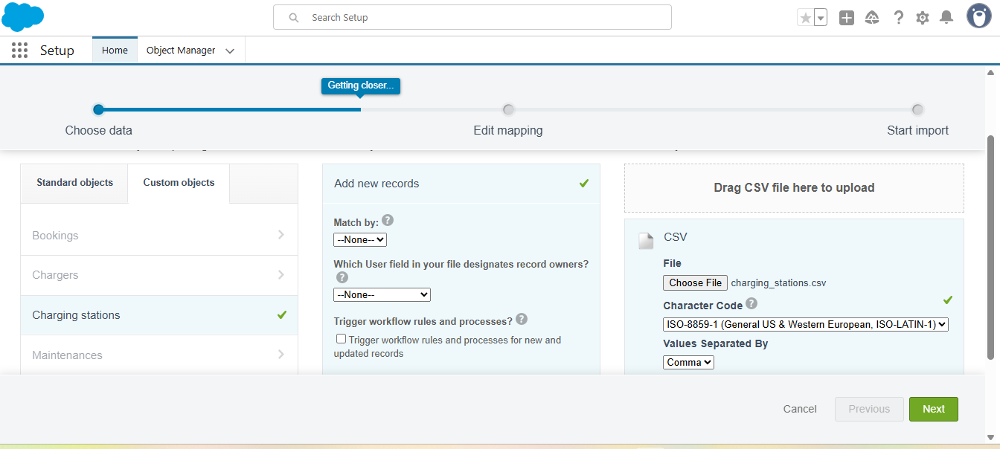 Search Setup
Setup
Home
Object Manager
Getting closer...
Choose data
Edit mapping
Start import
Standard objects
Custom objects
Bookings
Chargers
Charging stations
Maintenances
Add new records
Match by: ?
--None--
Which User field in your file designates record owners?
?
--None--
Trigger workflow rules and processes? ?
Trigger workflow rules and processes for new and
updated records
Drag CSV file here to upload
CSV
File
Choose File charging_stations.csv
Character Code ?
ISO-8859-1 (General US & Western European, ISO-LATIN-1)
Values Separated By
Comma
Cancel
Previous
Next